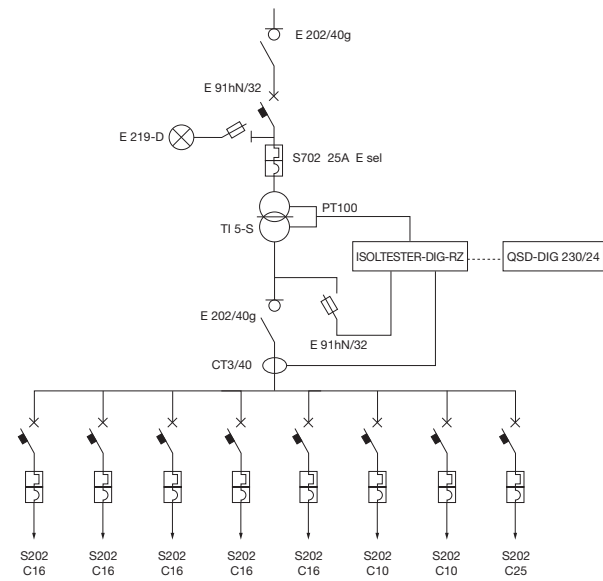 E 202/40g
E 91hN/32
E 219-D
S702 25A E sel
PT100
TI 5-S
ISOLTESTER-DIG-RZ
QSD-DIG 230/24
E 202/40g
E 91hN/32
CT3/40
S202 S202 S202 S202 S202 S202 S202 S202
C16 C16 C16 C16 C16 C10 C10 C25